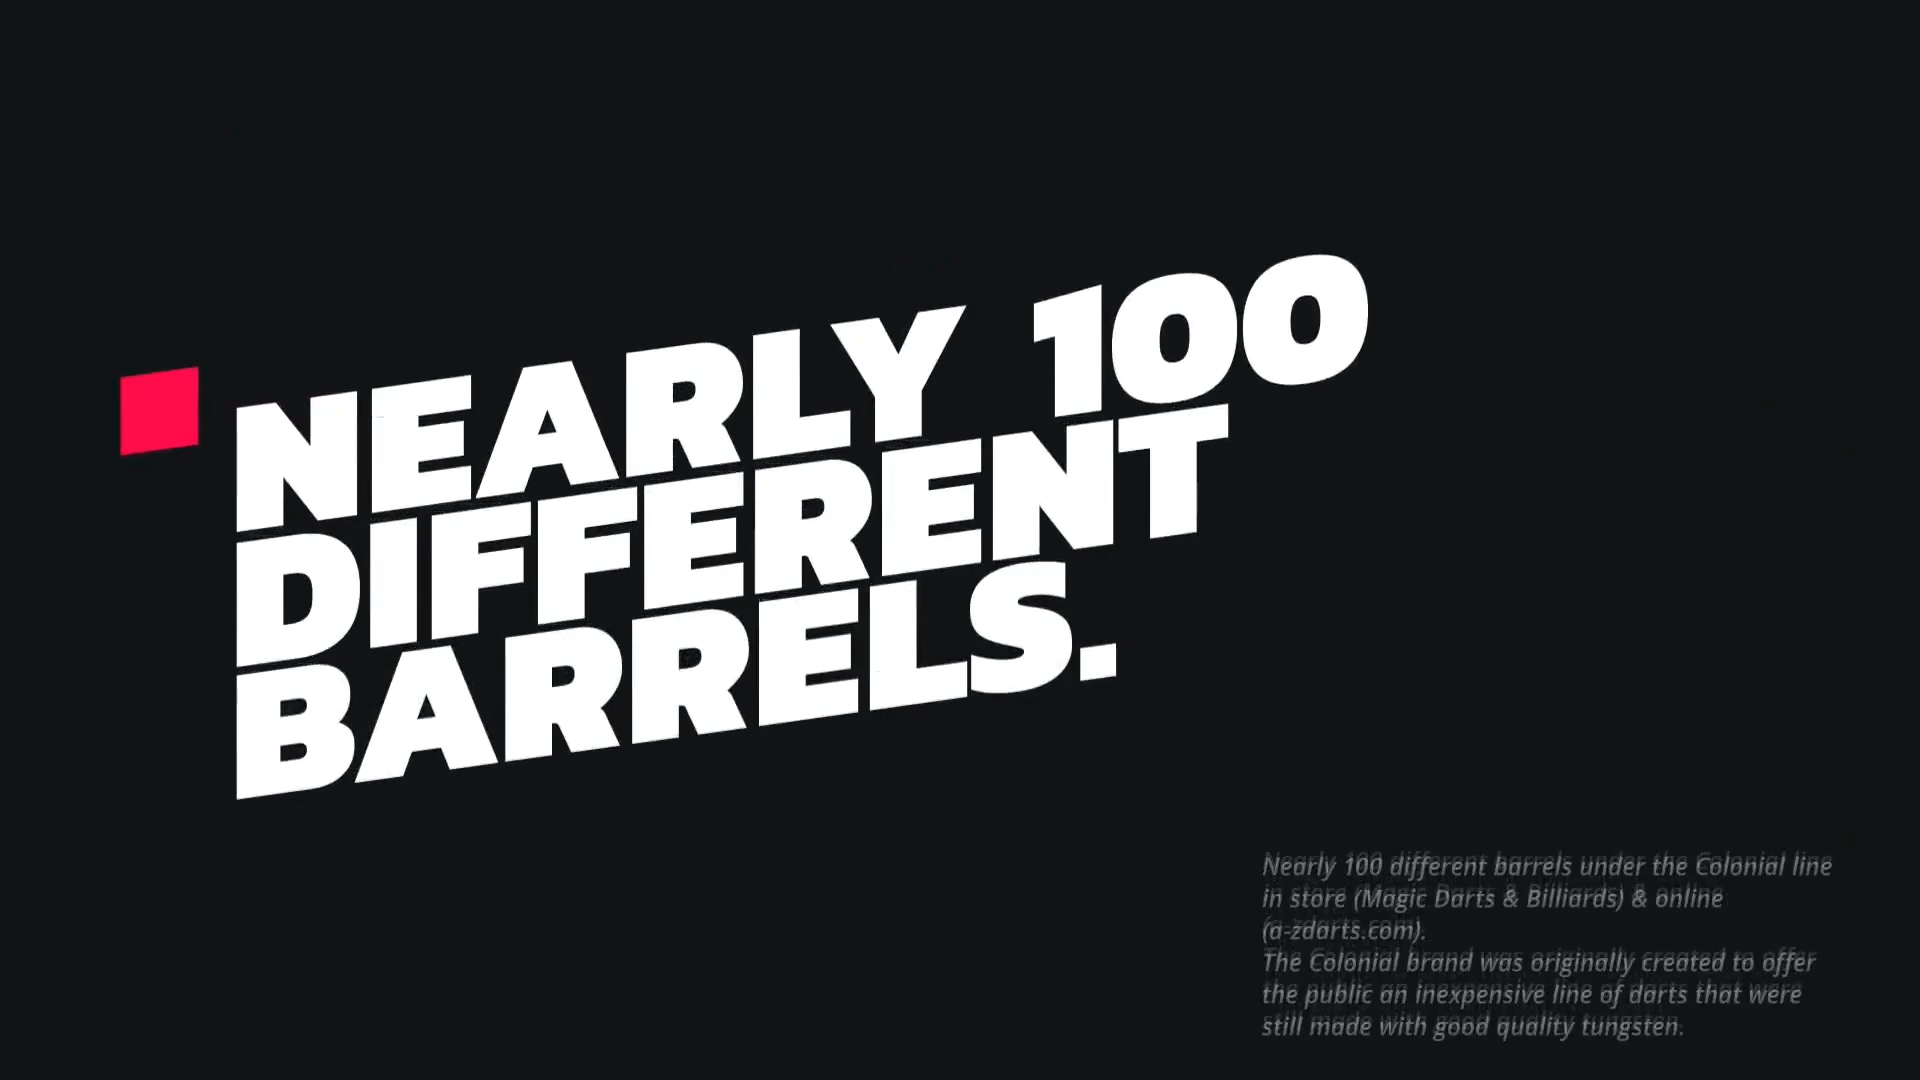 NEARLY 100
DIFFERENT
BARRELS.
Nearly 100 different barrels under the Colonial line
in store (Magic Darts & Billiards) & online
(a-zdarts.com).
The Colonial brand was originally created to offer
the public an inexpensive line of darts that were
still made with good quality tungsten.